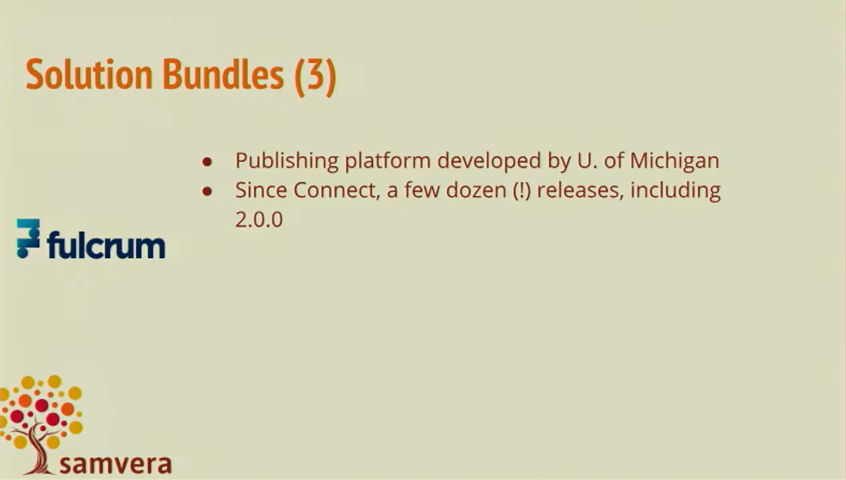 Solution Bundles (3)
● Publishing platform developed by U. of Michigan
● Since Connect, a few dozen (!) releases, including
2.0.0
fulcrum
samvera